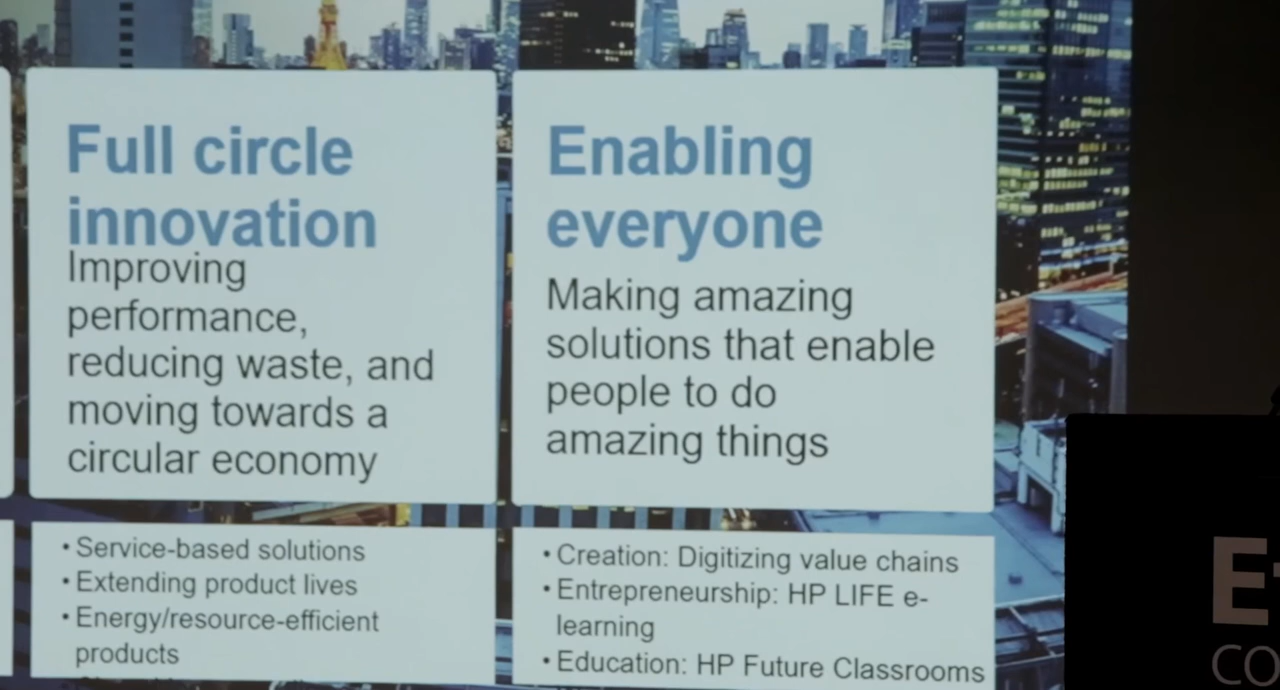 Full circle
innovation
Improving
performance,
reducing waste, and
moving towards a
circular economy
• Service-based solutions
• Extending product lives
• Energy/resource-efficient
products
Enabling
everyone
Making amazing
solutions that enable
people to do
amazing things
• Creation: Digitizing value chains
• Entrepreneurship: HP LIFE e-
learning
• Education: HP Future Classrooms